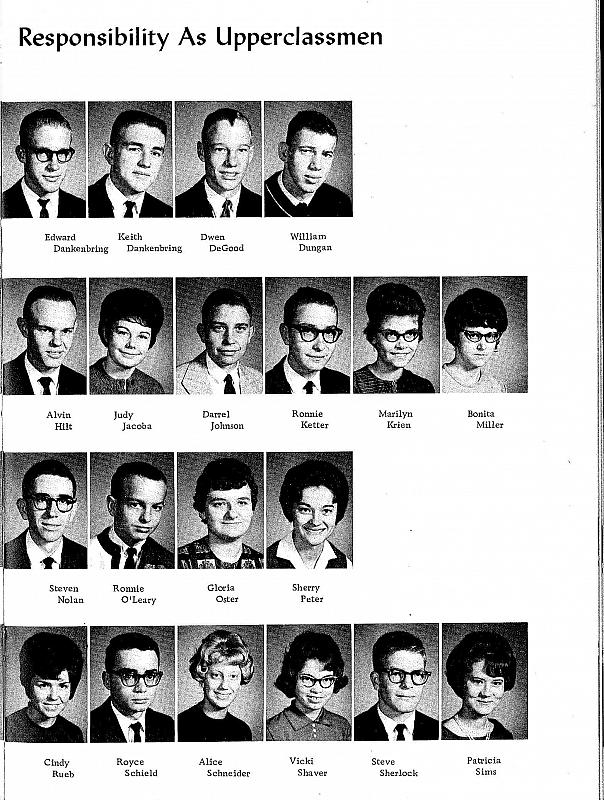 Responsibility As Upperclassmen
Edward Keith Dwen William
Dankenbring Dankenbring DeGood Dungan
Alvin Judy Darrel Ronnie Marilyn Bonita
Hilt Jacoba Johnson Ketter Krien Miller
Steven Ronnie Gloria Sherry
Nolan O'Leary Oster Peter
Cindy Royce Alice Vicki Steve Patricia
Rueb Schield Schneider Shaver Sherlock Sims